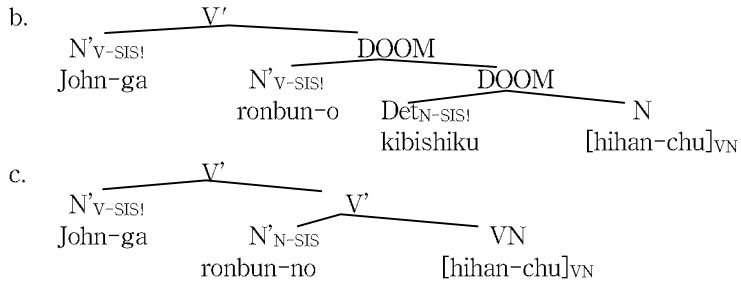 b. V′
N’V-SIS! DOOM
John-ga N’V-SIS! DOOM
ronbun-o DetN-SIS! N
kibishiku [hihan-chu]VN
c. V’
N’V-SIS! V’
John-ga N’N-SIS VN
ronbun-no [hihan-chu]VN